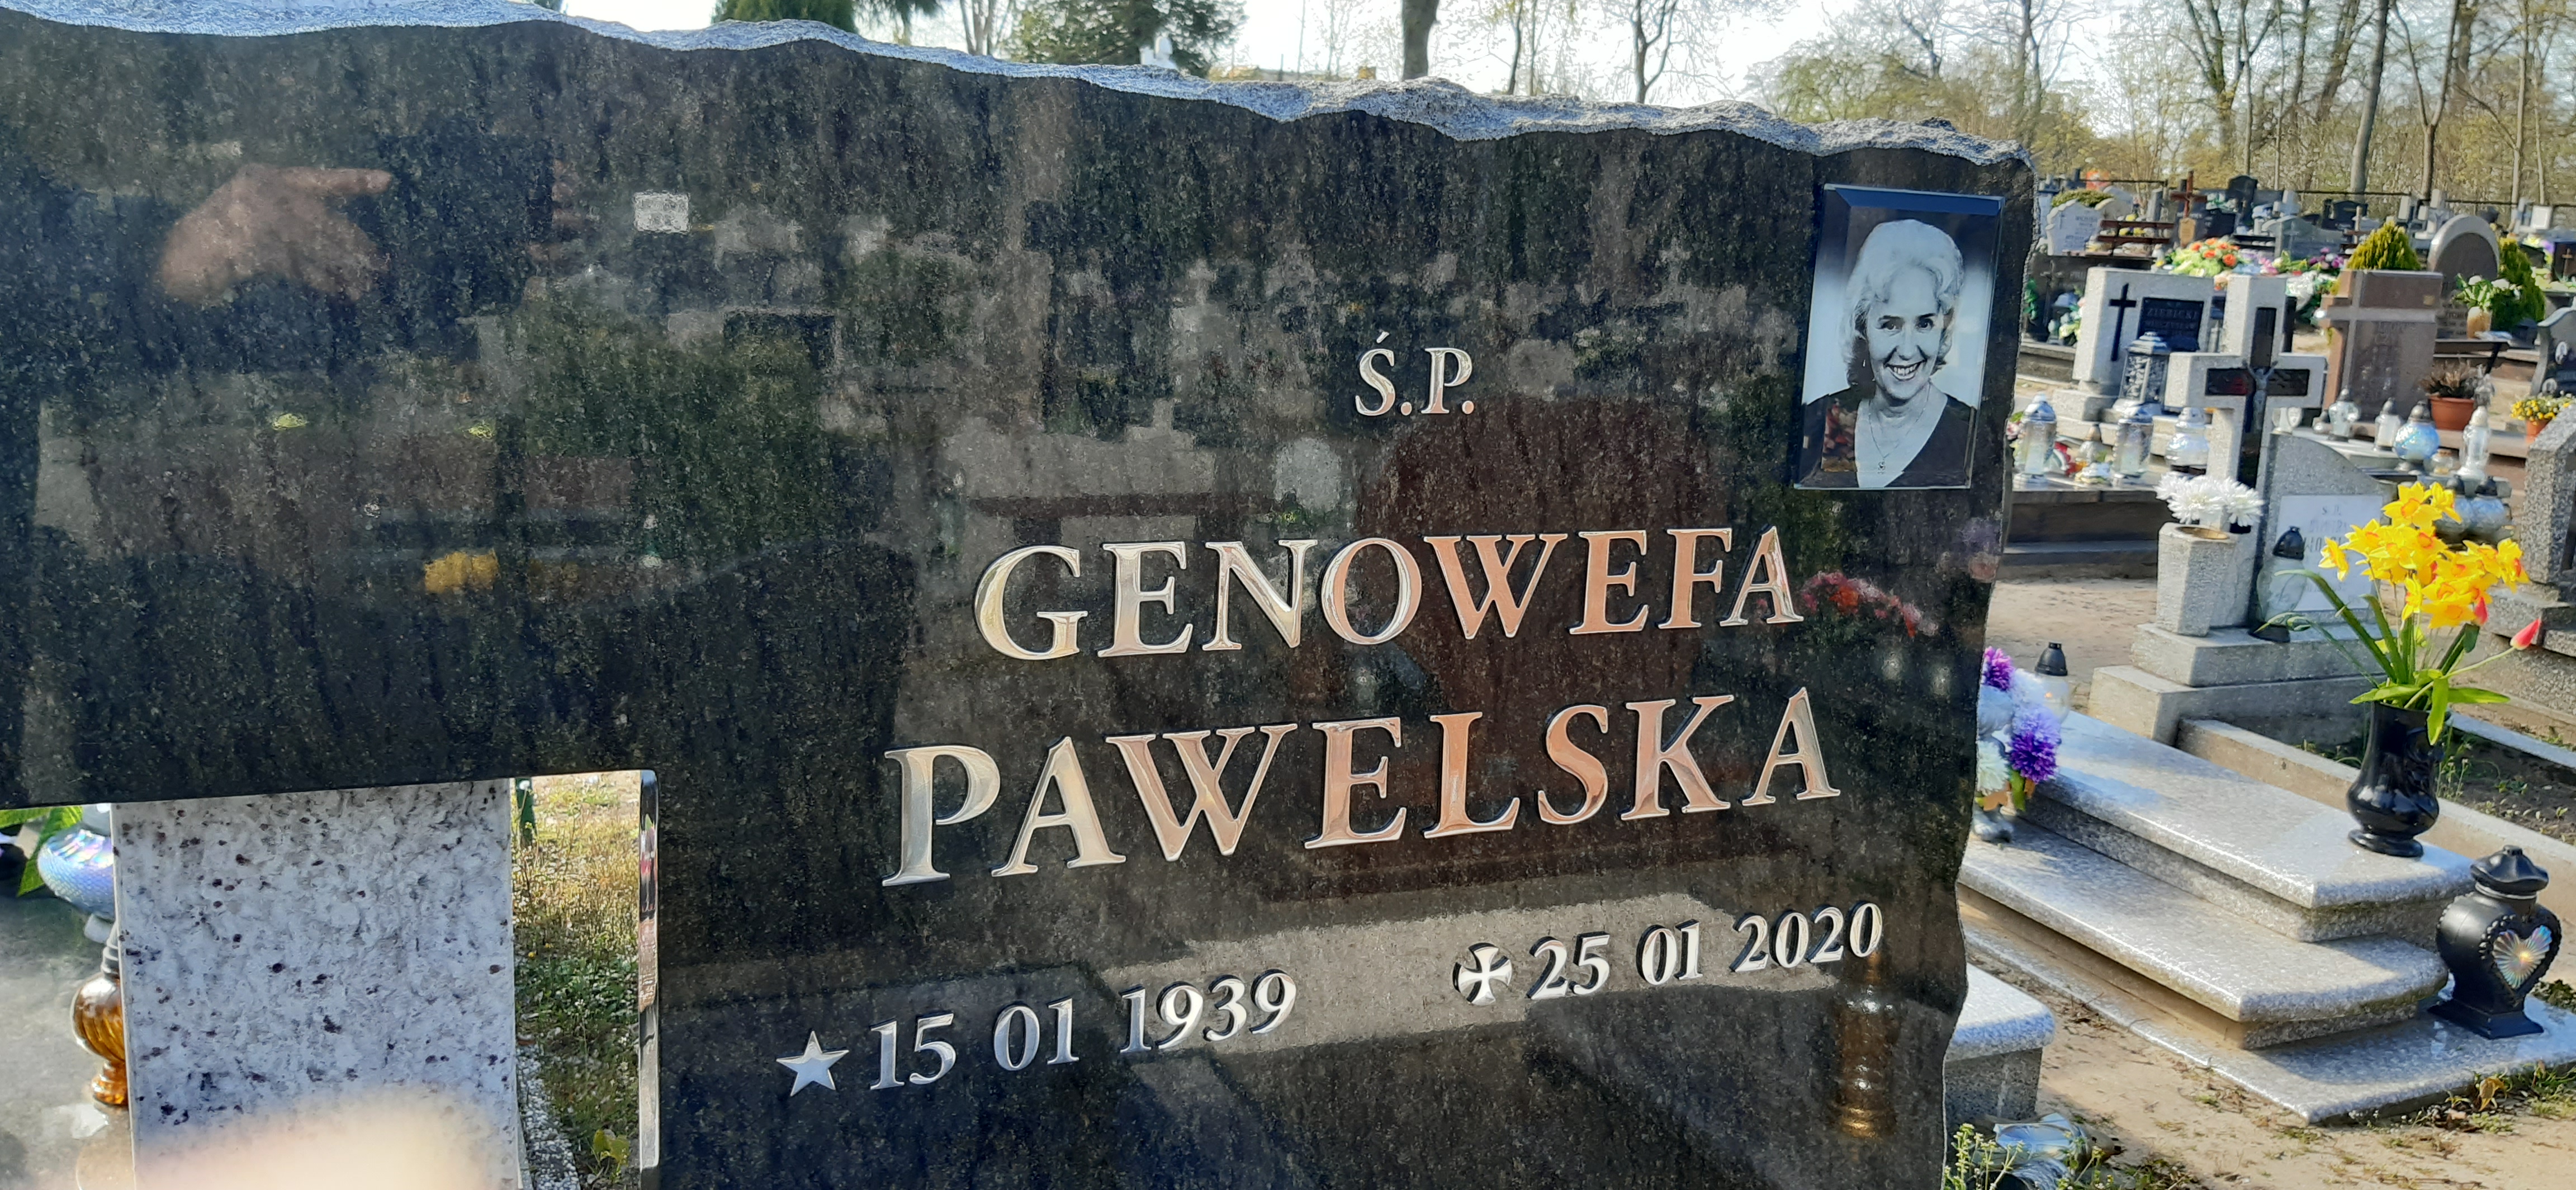 Ś.P.
GENOWEFA
PAWELSKA
★ 15 01 1939 ✠ 25 01 2020